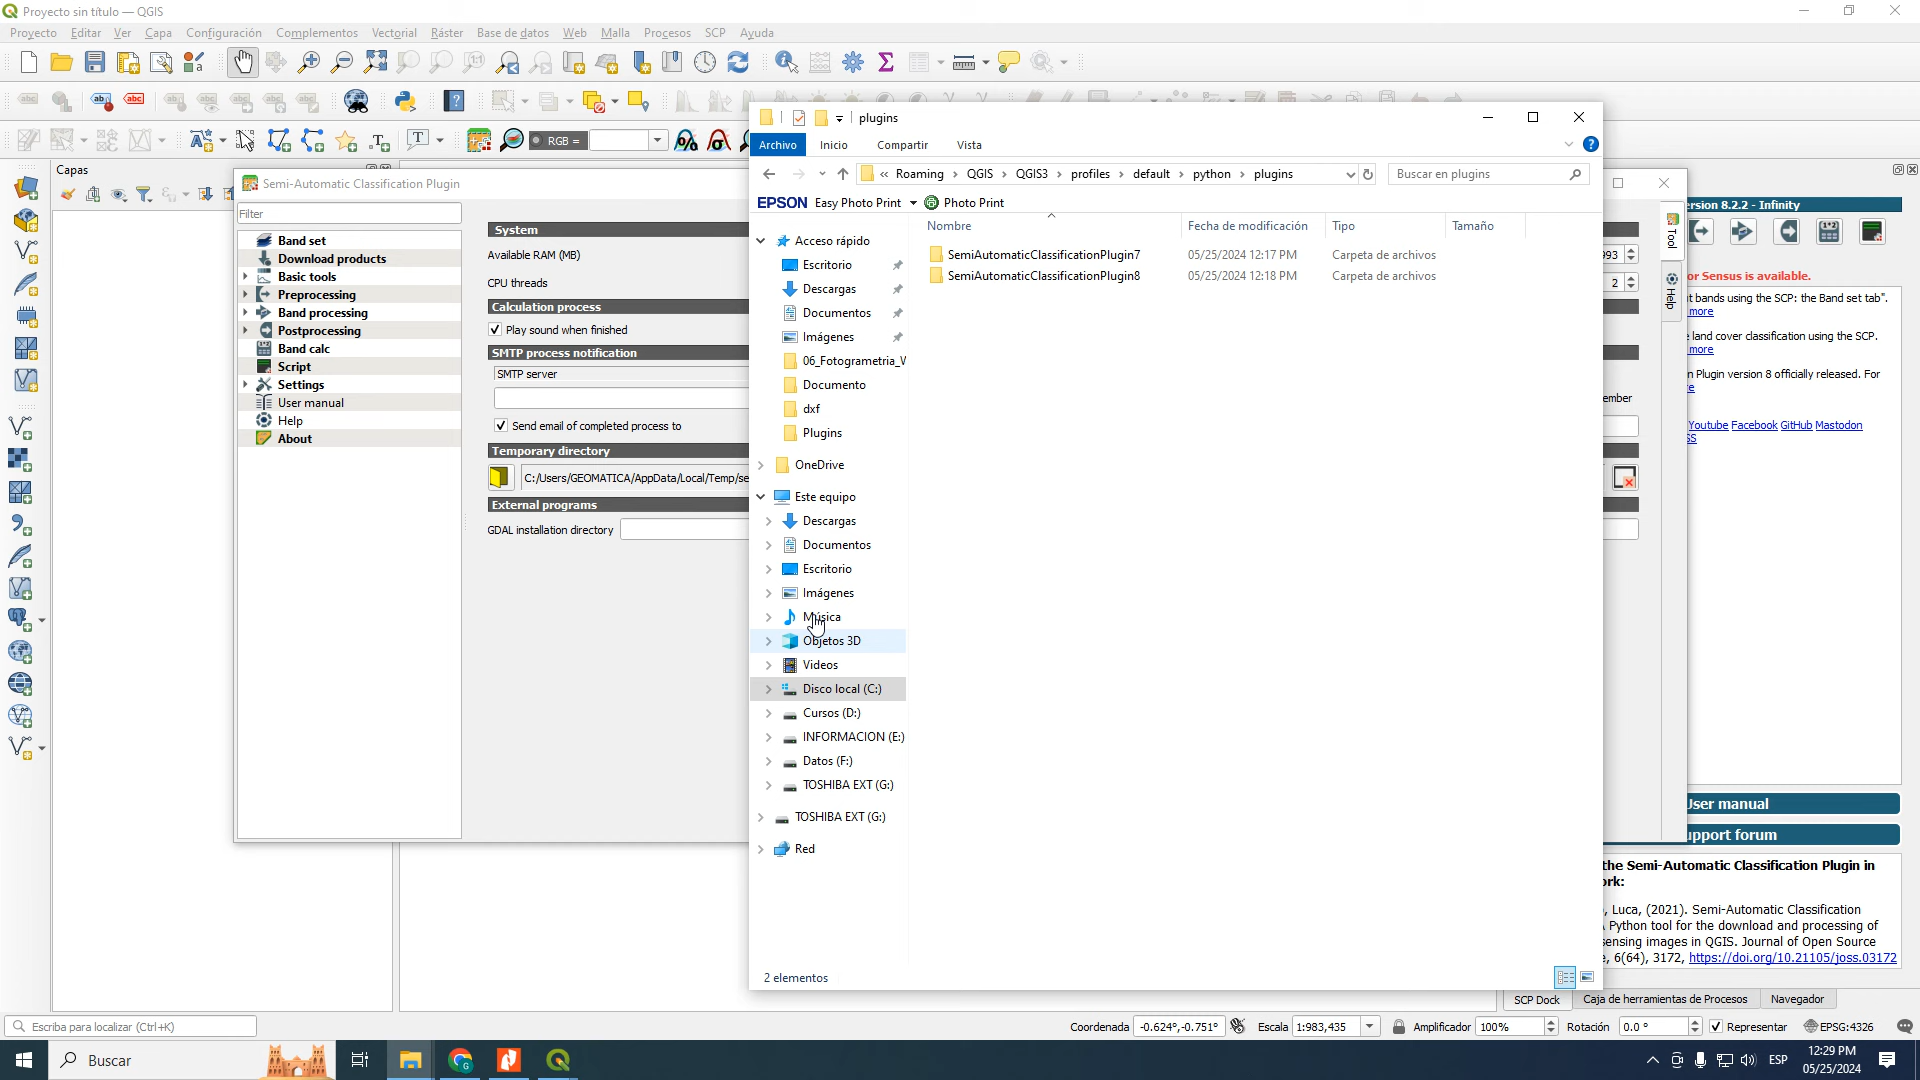 Proyecto sin título — QGIS
Proyecto Editar Ver Capa Configuración Complementos Vectorial Ráster Base de datos Web Malla Procesos SCP Ayuda
RGB =
Capas
Semi-Automatic Classification Plugin
Filter
Band set
Download products
Basic tools
Preprocessing
Band processing
Postprocessing
Band calc
Script
Settings
User manual
Help
About
System
Available RAM (MB)
CPU threads
Calculation process
Play sound when finished
SMTP process notification
SMTP server
Send email of completed process to
Temporary directory
C:/Users/GEOMATICA/AppData/Local/Temp/se
External programs
GDAL installation directory
plugins
Archivo Inicio Compartir Vista
« Roaming › QGIS › QGIS3 › profiles › default › python › plugins
Buscar en plugins
EPSON Easy Photo Print Photo Print
Nombre Fecha de modificación Tipo Tamaño
SemiAutomaticClassificationPlugin7 05/25/2024 12:17 PM Carpeta de archivos
SemiAutomaticClassificationPlugin8 05/25/2024 12:18 PM Carpeta de archivos
Acceso rápido
Escritorio
Descargas
Documentos
Imágenes
06_Fotogrametria_V
Documento
dxf
Plugins
OneDrive
Este equipo
Descargas
Documentos
Escritorio
Imágenes
Música
Objetos 3D
Videos
Disco local (C:)
Cursos (D:)
INFORMACION (E:)
Datos (F:)
TOSHIBA EXT (G:)
TOSHIBA EXT (G:)
Red
2 elementos
993
2
ember
Tool
Help
ersion 8.2.2 - Infinity
or Sensus is available.
t bands using the SCP: the Band set tab".
more
e land cover classification using the SCP.
more
n Plugin version 8 officially released. For
re
Youtube Facebook GitHub Mastodon
SS
User manual
upport forum
the Semi-Automatic Classification Plugin in
ork:
, Luca, (2021). Semi-Automatic Classification
Python tool for the download and processing of
ensing images in QGIS. Journal of Open Source
e, 6(64), 3172, https://doi.org/10.21105/joss.03172
SCP Dock Caja de herramientas de Procesos Navegador
Escriba para localizar (Ctrl+K)
Coordenada -0.624°,-0.751° Escala 1:983,435 Amplificador 100% Rotación 0.0 ° Representar EPSG:4326
Buscar
ESP
12:29 PM
05/25/2024